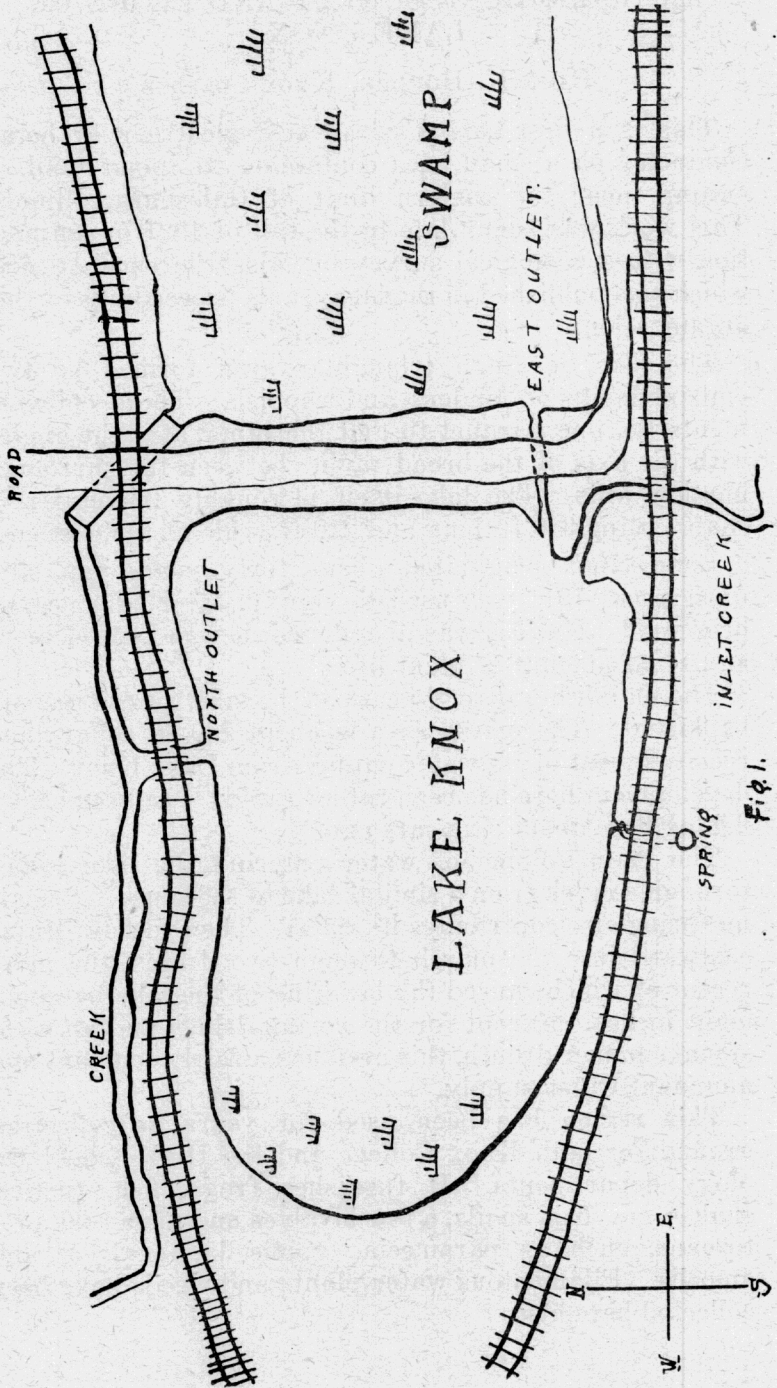 ROAD
CREEK
NORTH OUTLET
SWAMP
EAST OUTLET
LAKE KNOX
INLET CREEK
SPRING
N
W E
S
Fig. 1.